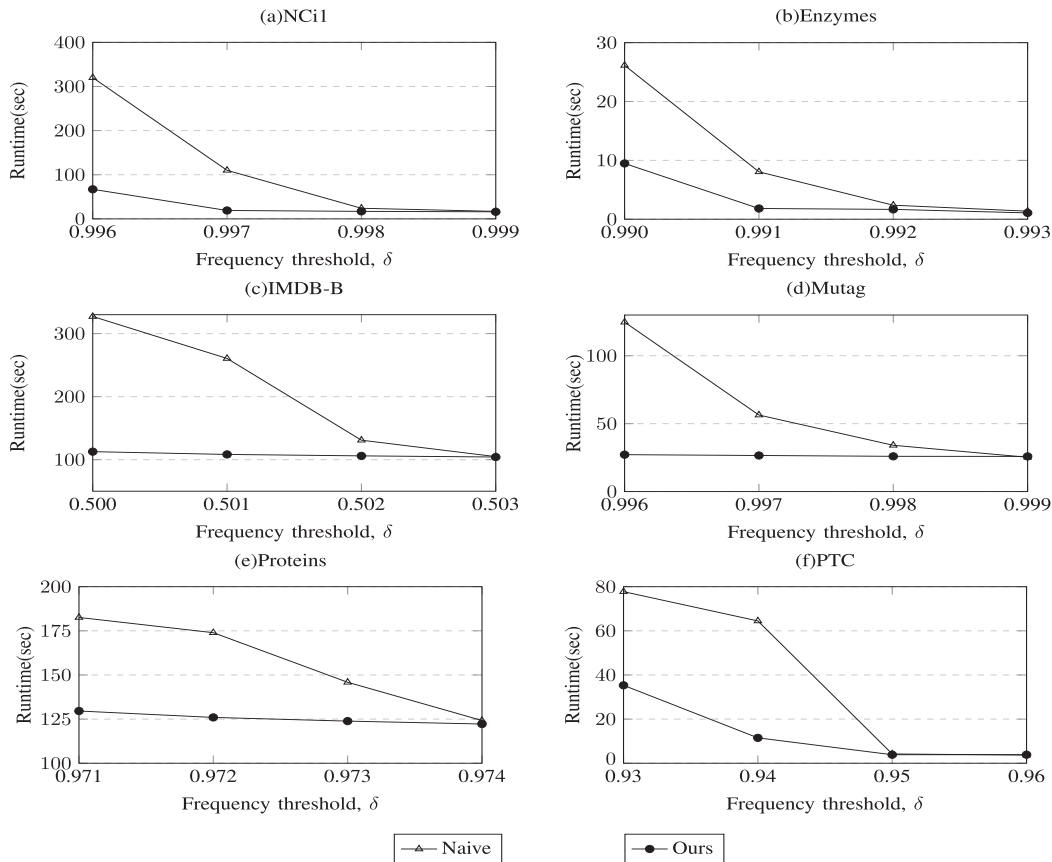 (a)NCi1
400
300
200
100
0
Runtime(sec)
0.996 0.997 0.998 0.999
Frequency threshold, δ
(b)Enzymes
30
20
10
0
Runtime(sec)
0.990 0.991 0.992 0.993
Frequency threshold, δ
(c)IMDB-B
300
200
100
Runtime(sec)
0.500 0.501 0.502 0.503
Frequency threshold, δ
(d)Mutag
100
50
0
Runtime(sec)
0.996 0.997 0.998 0.999
Frequency threshold, δ
(e)Proteins
200
175
150
125
100
Runtime(sec)
0.971 0.972 0.973 0.974
Frequency threshold, δ
(f)PTC
80
60
40
20
0
Runtime(sec)
0.93 0.94 0.95 0.96
Frequency threshold, δ
Naive
Ours